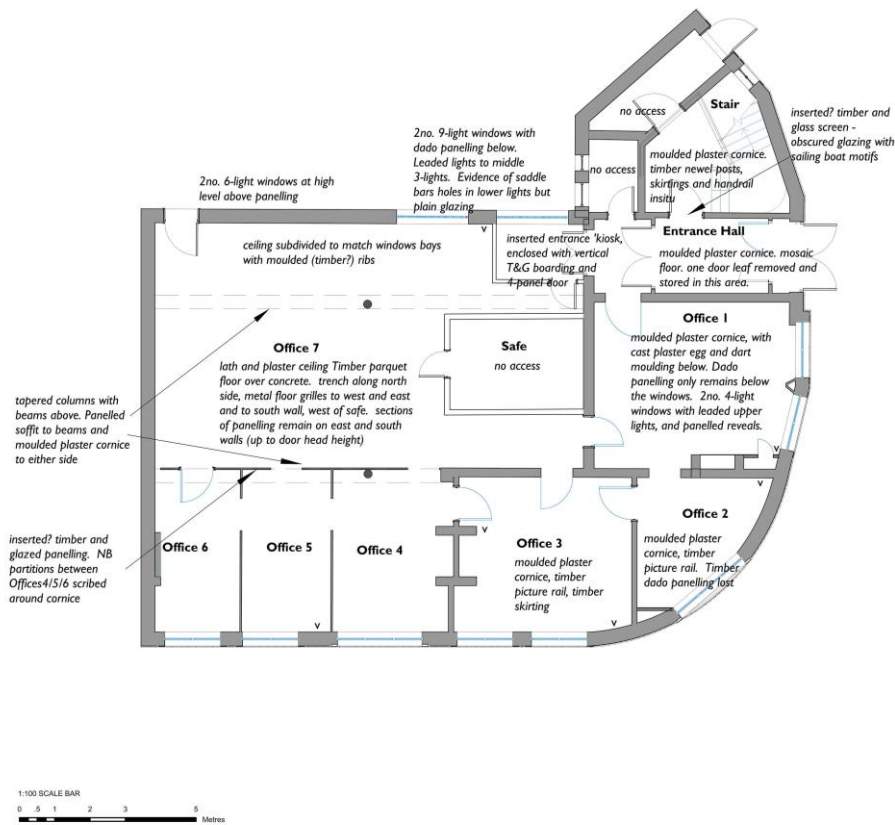 no access
Stair
inserted? timber and
glass screen -
obscured glazing with
sailing boat motifs
2no. 9-light windows with
dado panelling below.
Leaded lights to middle
3-lights. Evidence of saddle
bars holes in lower lights but
plain glazing
no access
moulded plaster cornice.
timber newel posts,
skirtings and handrail
insitu
2no. 6-light windows at high
level above panelling
ceiling subdivided to match windows bays
with moulded (timber?) ribs
inserted entrance 'kiosk,
enclosed with vertical
T&G boarding and
4-panel door
Entrance Hall
moulded plaster cornice. mosaic
floor. one door leaf removed and
stored in this area.
Office 7
lath and plaster ceiling Timber parquet
floor over concrete. trench along north
side, metal floor grilles to west and east
and to south wall, west of safe. sections
of panelling remain on east and south
walls (up to door head height)
Safe
no access
Office 1
moulded plaster cornice, with
cast plaster egg and dart
moulding below. Dado
panelling only remains below
the windows. 2no. 4-light
windows with leaded upper
lights, and panelled reveals.
tapered columns with
beams above. Panelled
soffit to beams and
moulded plaster cornice
to either side
inserted? timber and
glazed panelling. NB
partitions between
Offices4/5/6 scribed
around cornice
Office 6
Office 5
Office 4
Office 3
moulded plaster
cornice, timber
picture rail, timber
skirting
Office 2
moulded plaster
cornice, timber
picture rail. Timber
dado panelling lost
1:100 SCALE BAR
0 .5 1 2 3 5 Metres